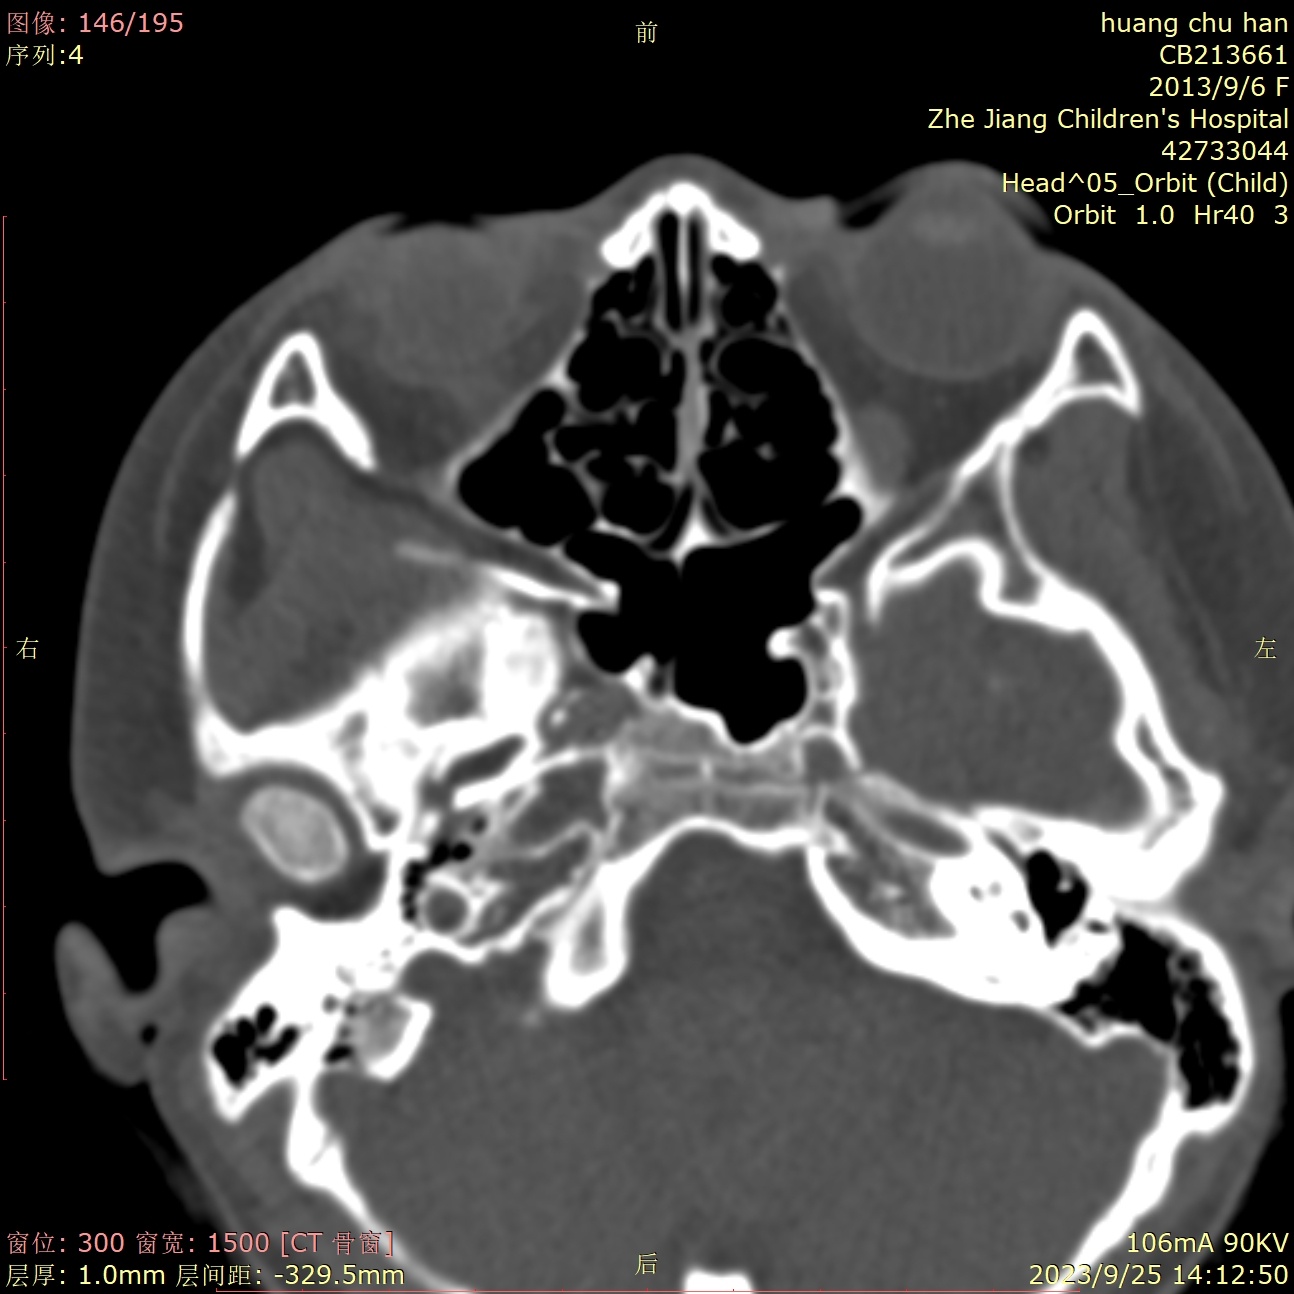 图像: 146/195
序列:4
前
huang chu han
CB213661
2013/9/6 F
Zhe Jiang Children's Hospital
42733044
Head^05_Orbit (Child)
Orbit 1.0 Hr40 3
右
左
窗位: 300 窗宽: 1500 [CT 骨窗]
层厚: 1.0mm 层间距: -329.5mm
后
106mA 90KV
2023/9/25 14:12:50